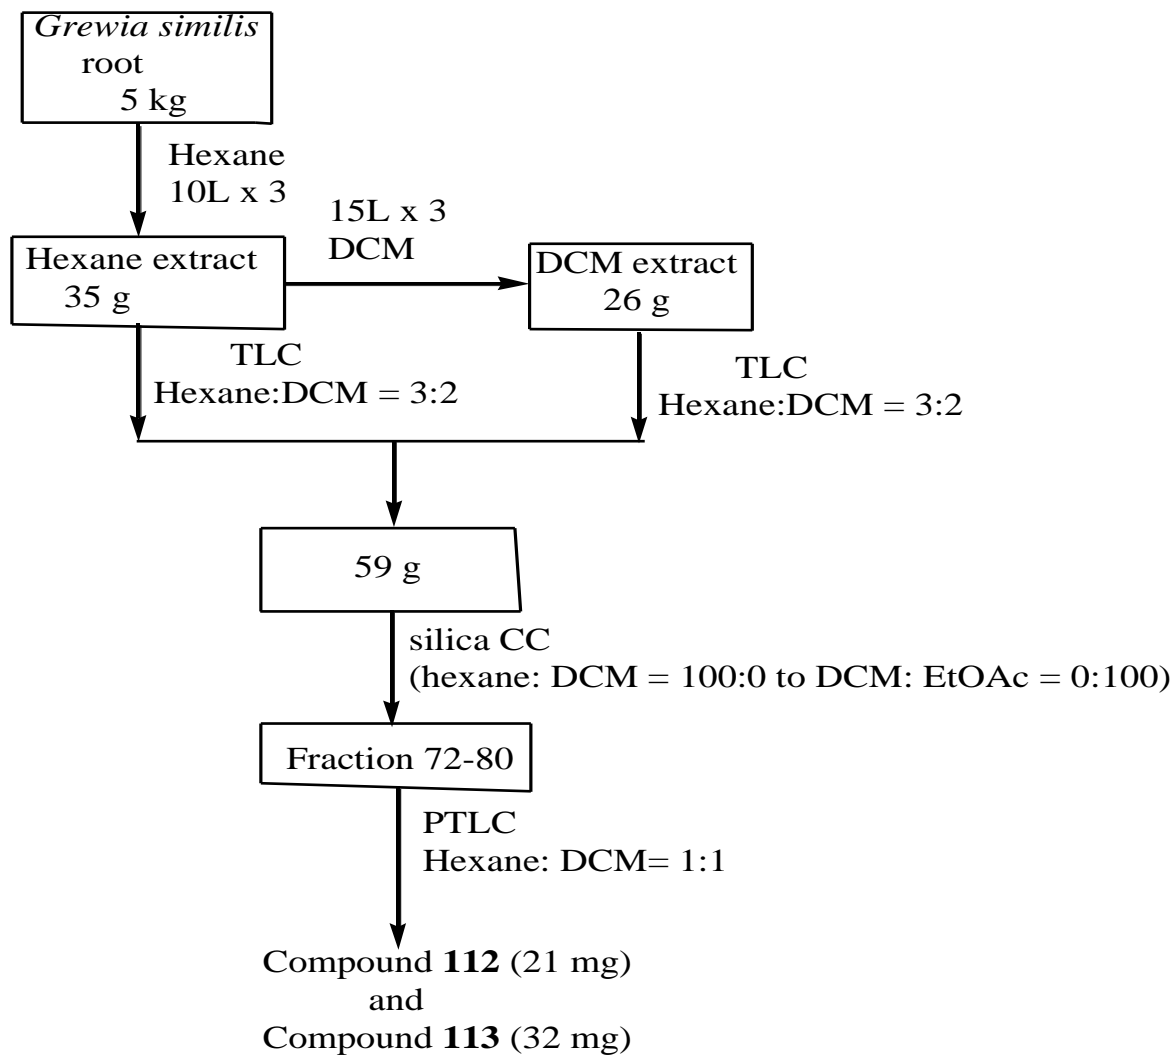 Grewia similis
root
5 kg
Hexane
10L x 3
15L x 3
DCM
Hexane extract
35 g
DCM extract
26 g
TLC
Hexane:DCM = 3:2
TLC
Hexane:DCM = 3:2
59 g
silica CC
(hexane: DCM = 100:0 to DCM: EtOAc = 0:100)
Fraction 72-80
PTLC
Hexane: DCM= 1:1
Compound 112 (21 mg)
and
Compound 113 (32 mg)